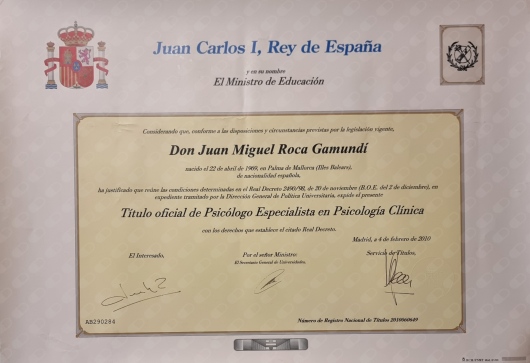 Juan Carlos I, Rey de España
y en su nombre
El Ministro de Educación
Considerando que, conforme a las disposiciones y circunstancias previstas por la legislación vigente,
Don Juan Miguel Roca Gamundí
nacido el 22 de abril de 1969, en Palma de Mallorca (Illes Balears),
de nacionalidad española,
ha justificado que reúne las condiciones determinadas en el Real Decreto 2490/98, de 20 de noviembre (B.O.E. del 2 de diciembre), en
expediente tramitado por la Dirección General de Política Universitaria, expide el presente
Título oficial de Psicólogo Especialista en Psicología Clínica
con los derechos que establece el citado Real Decreto.
Madrid, a 4 de febrero de 2010
El Interesado,
Por el señor Ministro:
El Secretario General de Universidades,
Servicio de Títulos,
AB290284
Número de Registro Nacional de Títulos 2010060649